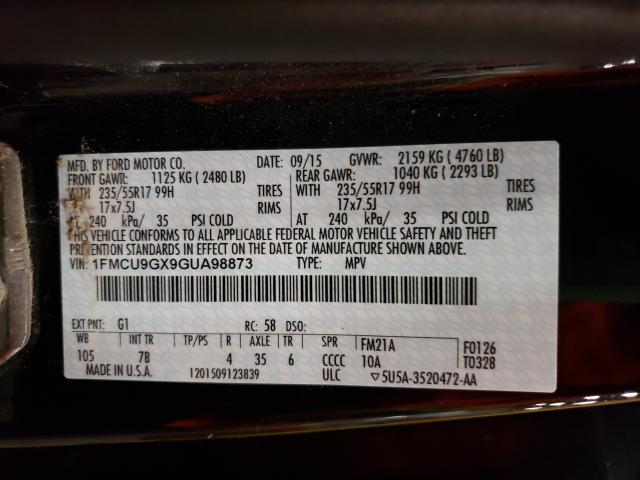 MFD. BY FORD MOTOR CO. DATE: 09/15 GVWR: 2159 KG ( 4760 LB)
FRONT GAWR: 1125 KG ( 2480 LB) REAR GAWR: 1040 KG ( 2293 LB)
235/55R17 99H TIRES WITH 235/55R17 99H TIRES
17x7.5J RIMS 17x7.5J RIMS
AT 240 kPa/ 35 PSI COLD AT 240 kPa/ 35 PSI COLD
THIS VEHICLE CONFORMS TO ALL APPLICABLE FEDERAL MOTOR VEHICLE SAFETY AND THEFT
PREVENTION STANDARDS IN EFFECT ON THE DATE OF MANUFACTURE SHOWN ABOVE.
VIN: 1FMCU9GX9GUA98873 TYPE: MPV
EXT PNT: G1 RC: 58 DSO:
WB INT TR TP/PS R AXLE TR SPR FM21A F0126
105 7B 4 35 6 CCCC 10A T0328
MADE IN U.S.A. 1201509123839 ULC ▽5U5A-3520472-AA